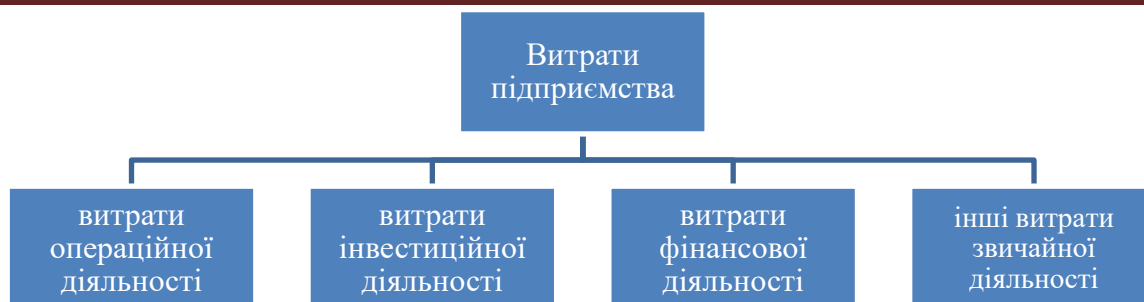 Витрати
підприємства
витрати
операційної
діяльності
витрати
інвестиційної
діяльності
витрати
фінансової
діяльності
інші витрати
звичайної
діяльності